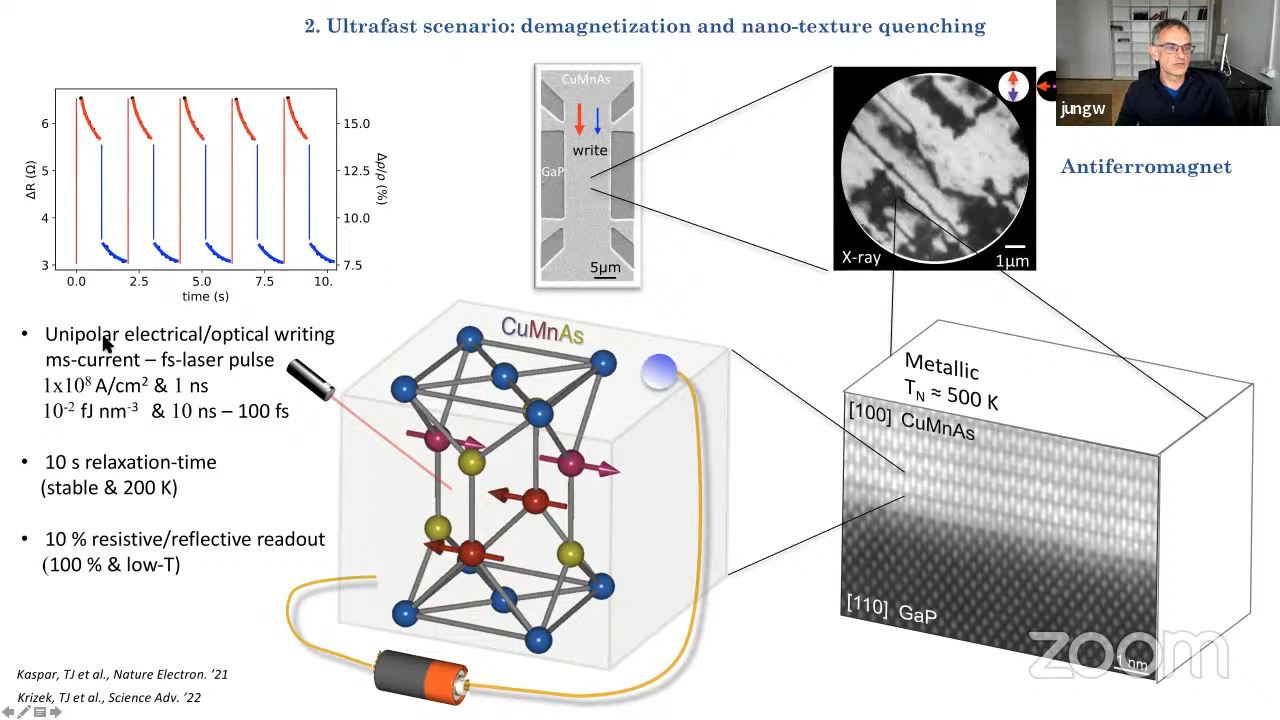 2. Ultrafast scenario: demagnetization and nano-texture quenching
jungw
Antiferromagnet
6
5
4
3
ΔR (Ω)
15.0
12.5
10.0
7.5
Δρ/ρ (%)
0.0
2.5
5.0
7.5
10.
time (s)
CuMnAs
write
GaP
5μm
X-ray
1μm
• Unipolar electrical/optical writing
ms-current – fs-laser pulse
1x10⁸ A/cm² & 1 ns
10⁻² fJ nm⁻³ & 10 ns – 100 fs
• 10 s relaxation-time
(stable & 200 K)
• 10 % resistive/reflective readout
(100 % & low-T)
CuMnAs
Metallic
T_N ≈ 500 K
[100] CuMnAs
[110] GaP
1 nm
zoom
Kaspar, TJ et al., Nature Electron. '21
Krizek, TJ et al., Science Adv. '22